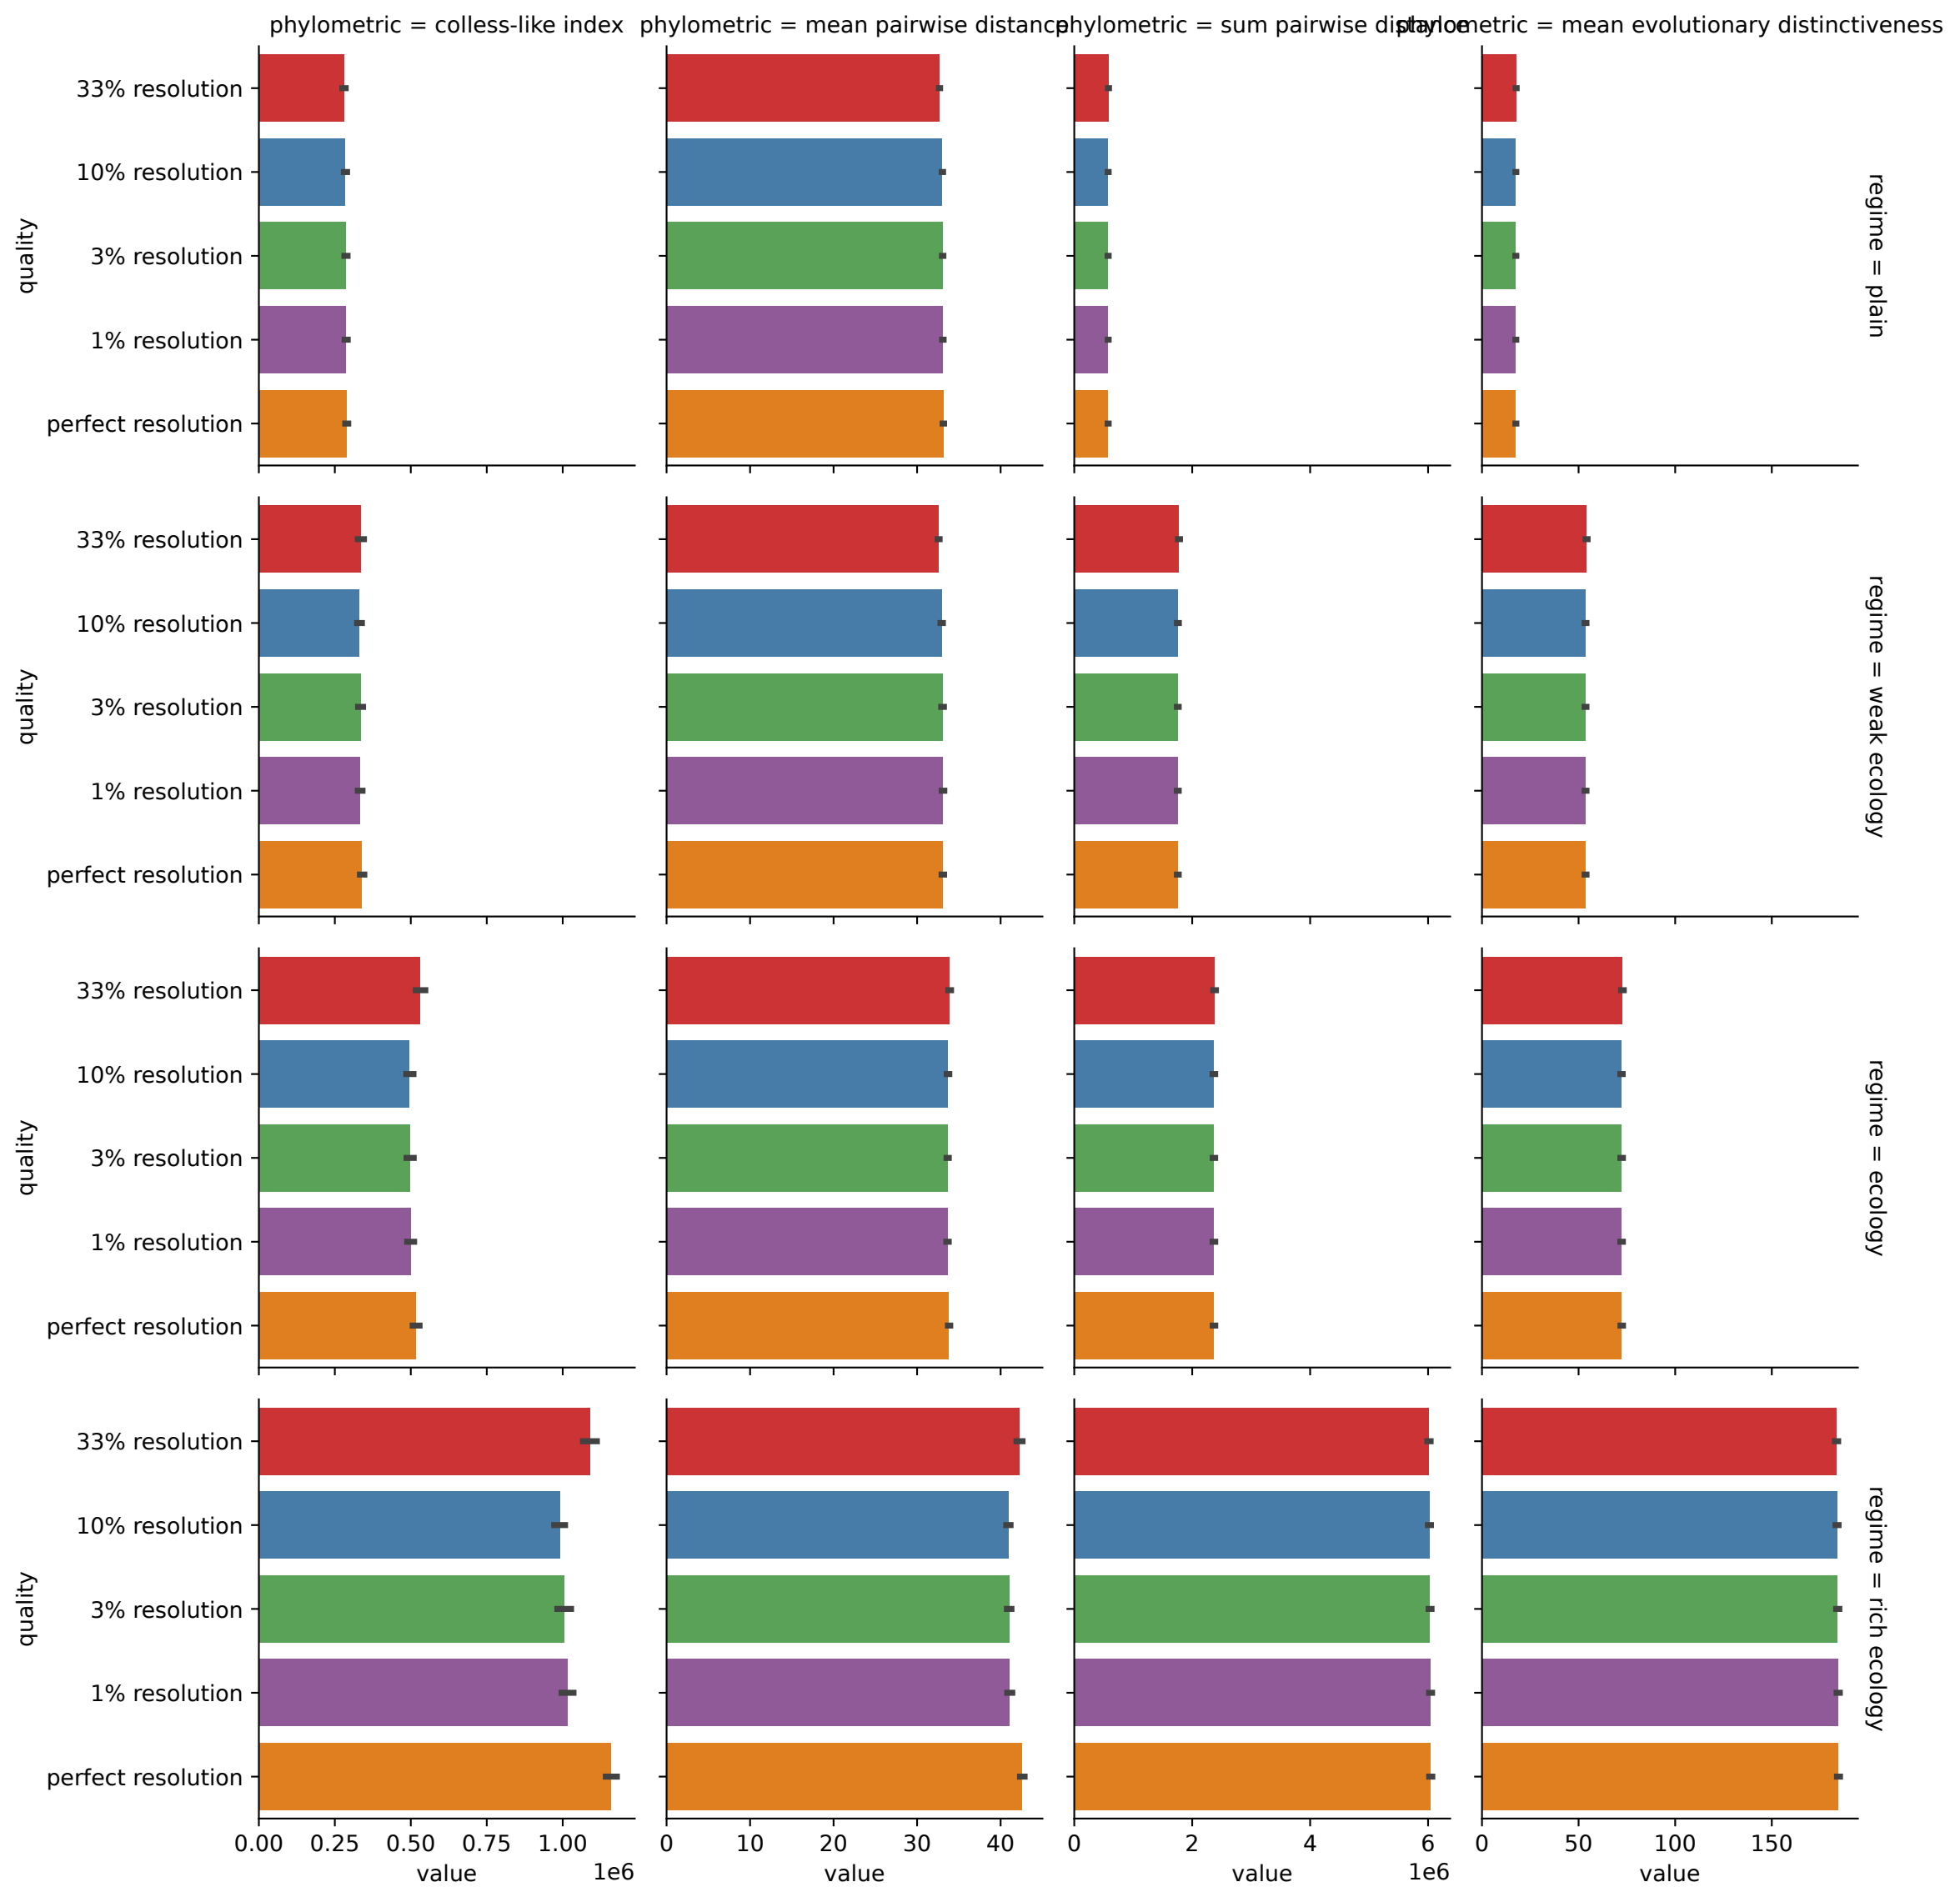 phylometric = colless-like index
phylometric = mean pairwise distance
phylometric = sum pairwise distance
phylometric = mean evolutionary distinctiveness
quality
33% resolution
10% resolution
3% resolution
1% resolution
perfect resolution
regime = plain
quality
33% resolution
10% resolution
3% resolution
1% resolution
perfect resolution
regime = weak ecology
quality
33% resolution
10% resolution
3% resolution
1% resolution
perfect resolution
regime = ecology
quality
33% resolution
10% resolution
3% resolution
1% resolution
perfect resolution
regime = rich ecology
0.00 0.25 0.50 0.75 1.00
1e6
value
0 10 20 30 40
value
0 2 4 6
1e6
value
0 50 100 150
value